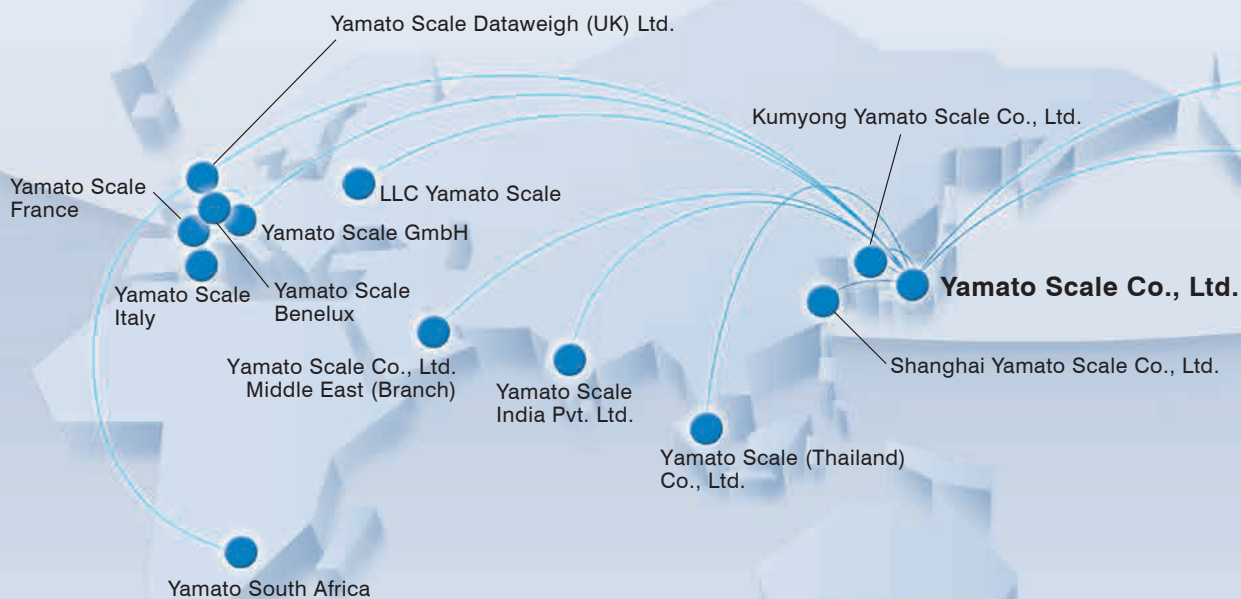 Yamato Scale Dataweigh (UK) Ltd.
Kumyong Yamato Scale Co., Ltd.
Yamato Scale
France
LLC Yamato Scale
Yamato Scale GmbH
Yamato Scale
Italy
Yamato Scale
Benelux
Yamato Scale Co., Ltd.
Shanghai Yamato Scale Co., Ltd.
Yamato Scale Co., Ltd.
Middle East (Branch)
Yamato Scale
India Pvt. Ltd.
Yamato Scale (Thailand)
Co., Ltd.
Yamato South Africa